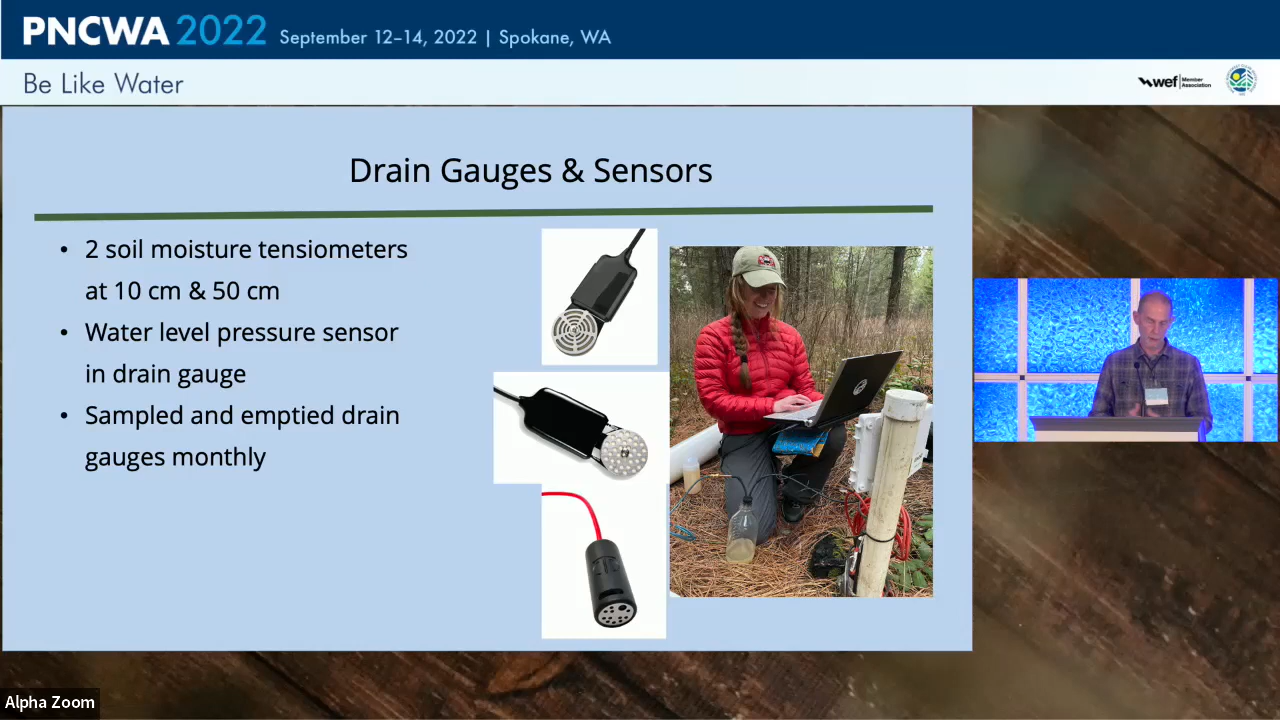 PNCWA 2022 September 12–14, 2022 | Spokane, WA
Be Like Water
wef Member Association
Drain Gauges & Sensors
• 2 soil moisture tensiometers
at 10 cm & 50 cm
• Water level pressure sensor
in drain gauge
• Sampled and emptied drain
gauges monthly
Alpha Zoom